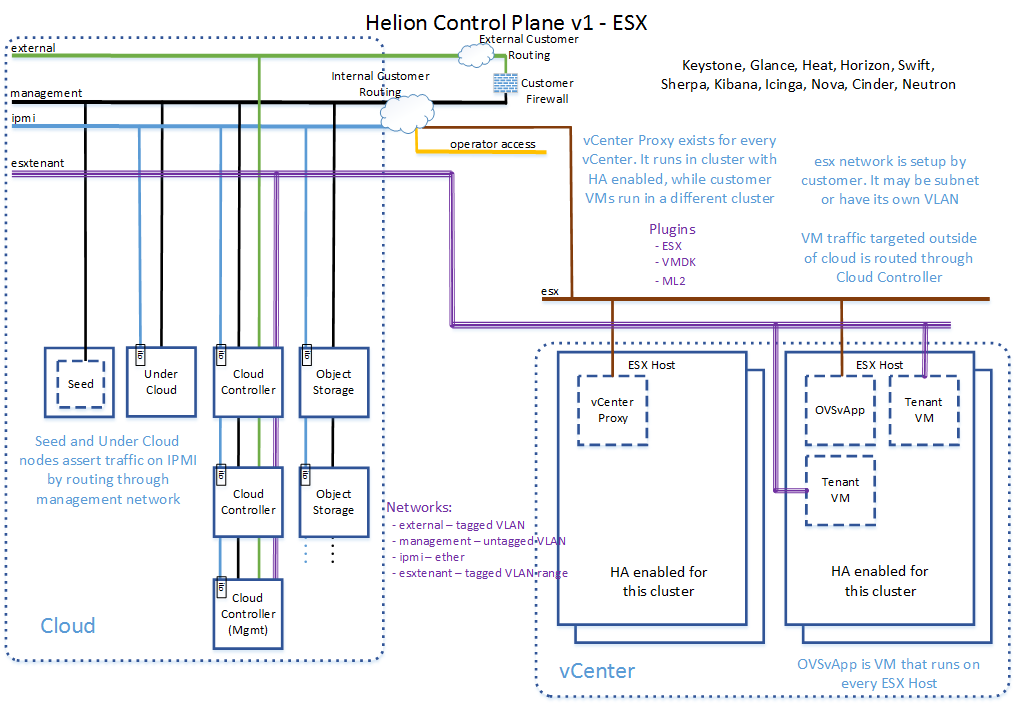 Helion Control Plane v1 - ESX
external
External Customer
Routing
Internal Customer
Routing
Customer
Firewall
Keystone, Glance, Heat, Horizon, Swift,
Sherpa, Kibana, Icinga, Nova, Cinder, Neutron
management
ipmi
operator access
esxtenant
vCenter Proxy exists for every
vCenter. It runs in cluster with
HA enabled, while customer
VMs run in a different cluster
esx network is setup by
customer. It may be subnet
or have its own VLAN
Plugins
- ESX
- VMDK
- ML2
VM traffic targeted outside
of cloud is routed through
Cloud Controller
esx
Seed
ilo
Under
Cloud
ilo
Cloud
Controller
ilo
Object
Storage
Seed and Under Cloud
nodes assert traffic on IPMI
by routing through
management network
ilo
Cloud
Controller
ilo
Object
Storage
ilo
Cloud
Controller
(Mgmt)
Cloud
Networks:
- external – tagged VLAN
- management – untagged VLAN
- ipmi – ether
- esxtenant – tagged VLAN range
ESX Host
vCenter
Proxy
HA enabled for
this cluster
ESX Host
OVSvApp
Tenant
VM
Tenant
VM
HA enabled for
this cluster
vCenter
OVSvApp is VM that runs on
every ESX Host